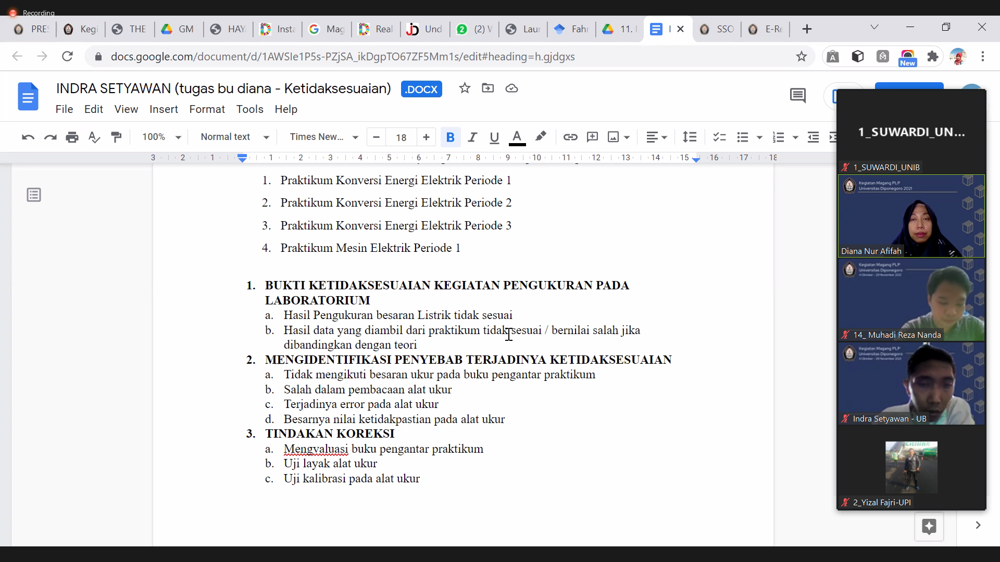 Recording
PRES
Kegi
THE
GM
HAY
Insta
Mag
Real
Und
(2) W
Laur
Fahr
11. I
I
SSO
E-Re
docs.google.com/document/d/1AWSIe1P5s-PZjSA_ikDgpTO67ZF5Mm1s/edit#heading=h.gjdgxs
New
INDRA SETYAWAN (tugas bu diana - Ketidaksesuaian)
.DOCX
File Edit View Insert Format Tools Help
100%
Normal text
Times New...
18
B
3 2 1 1 2 3 4 5 6 7 8 9 10 11 12 13 14 15 16 17 18
1. Praktikum Konversi Energi Elektrik Periode 1
2. Praktikum Konversi Energi Elektrik Periode 2
3. Praktikum Konversi Energi Elektrik Periode 3
4. Praktikum Mesin Elektrik Periode 1
1. BUKTI KETIDAKSESUAIAN KEGIATAN PENGUKURAN PADA
LABORATORIUM
a. Hasil Pengukuran besaran Listrik tidak sesuai
b. Hasil data yang diambil dari praktikum tidak sesuai / bernilai salah jika
dibandingkan dengan teori
2. MENGIDENTIFIKASI PENYEBAB TERJADINYA KETIDAKSESUAIAN
a. Tidak mengikuti besaran ukur pada buku pengantar praktikum
b. Salah dalam pembacaan alat ukur
c. Terjadinya error pada alat ukur
d. Besarnya nilai ketidakpastian pada alat ukur
3. TINDAKAN KOREKSI
a. Mengvaluasi buku pengantar praktikum
b. Uji layak alat ukur
c. Uji kalibrasi pada alat ukur
1_SUWARDI_UN...
1_SUWARDI_UNIB
Kegiatan Magang PLP
Universitas Diponegoro 2021
Diana Nur Afifah
Kegiatan Magang PLP
Universitas Diponegoro
14_ Muhadi Reza Nanda
Kegiatan Magang PLP
Universitas Diponegoro
Indra Setyawan - UB
2_Yizal Fajri-UPI